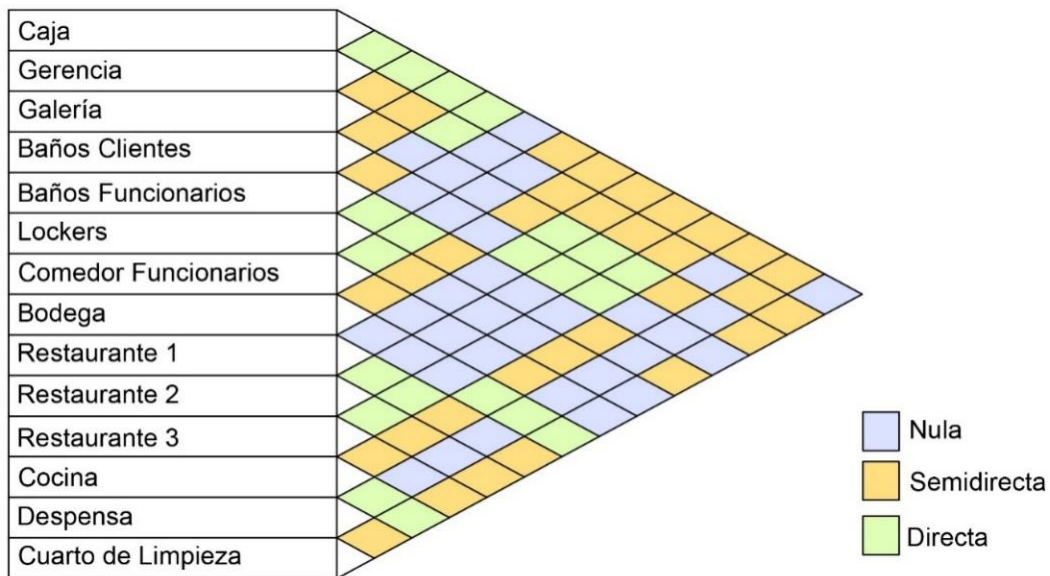 Caja
Gerencia
Galería
Baños Clientes
Baños Funcionarios
Lockers
Comedor Funcionarios
Bodega
Restaurante 1
Restaurante 2
Restaurante 3
Cocina
Despensa
Cuarto de Limpieza
Nula
Semidirecta
Directa